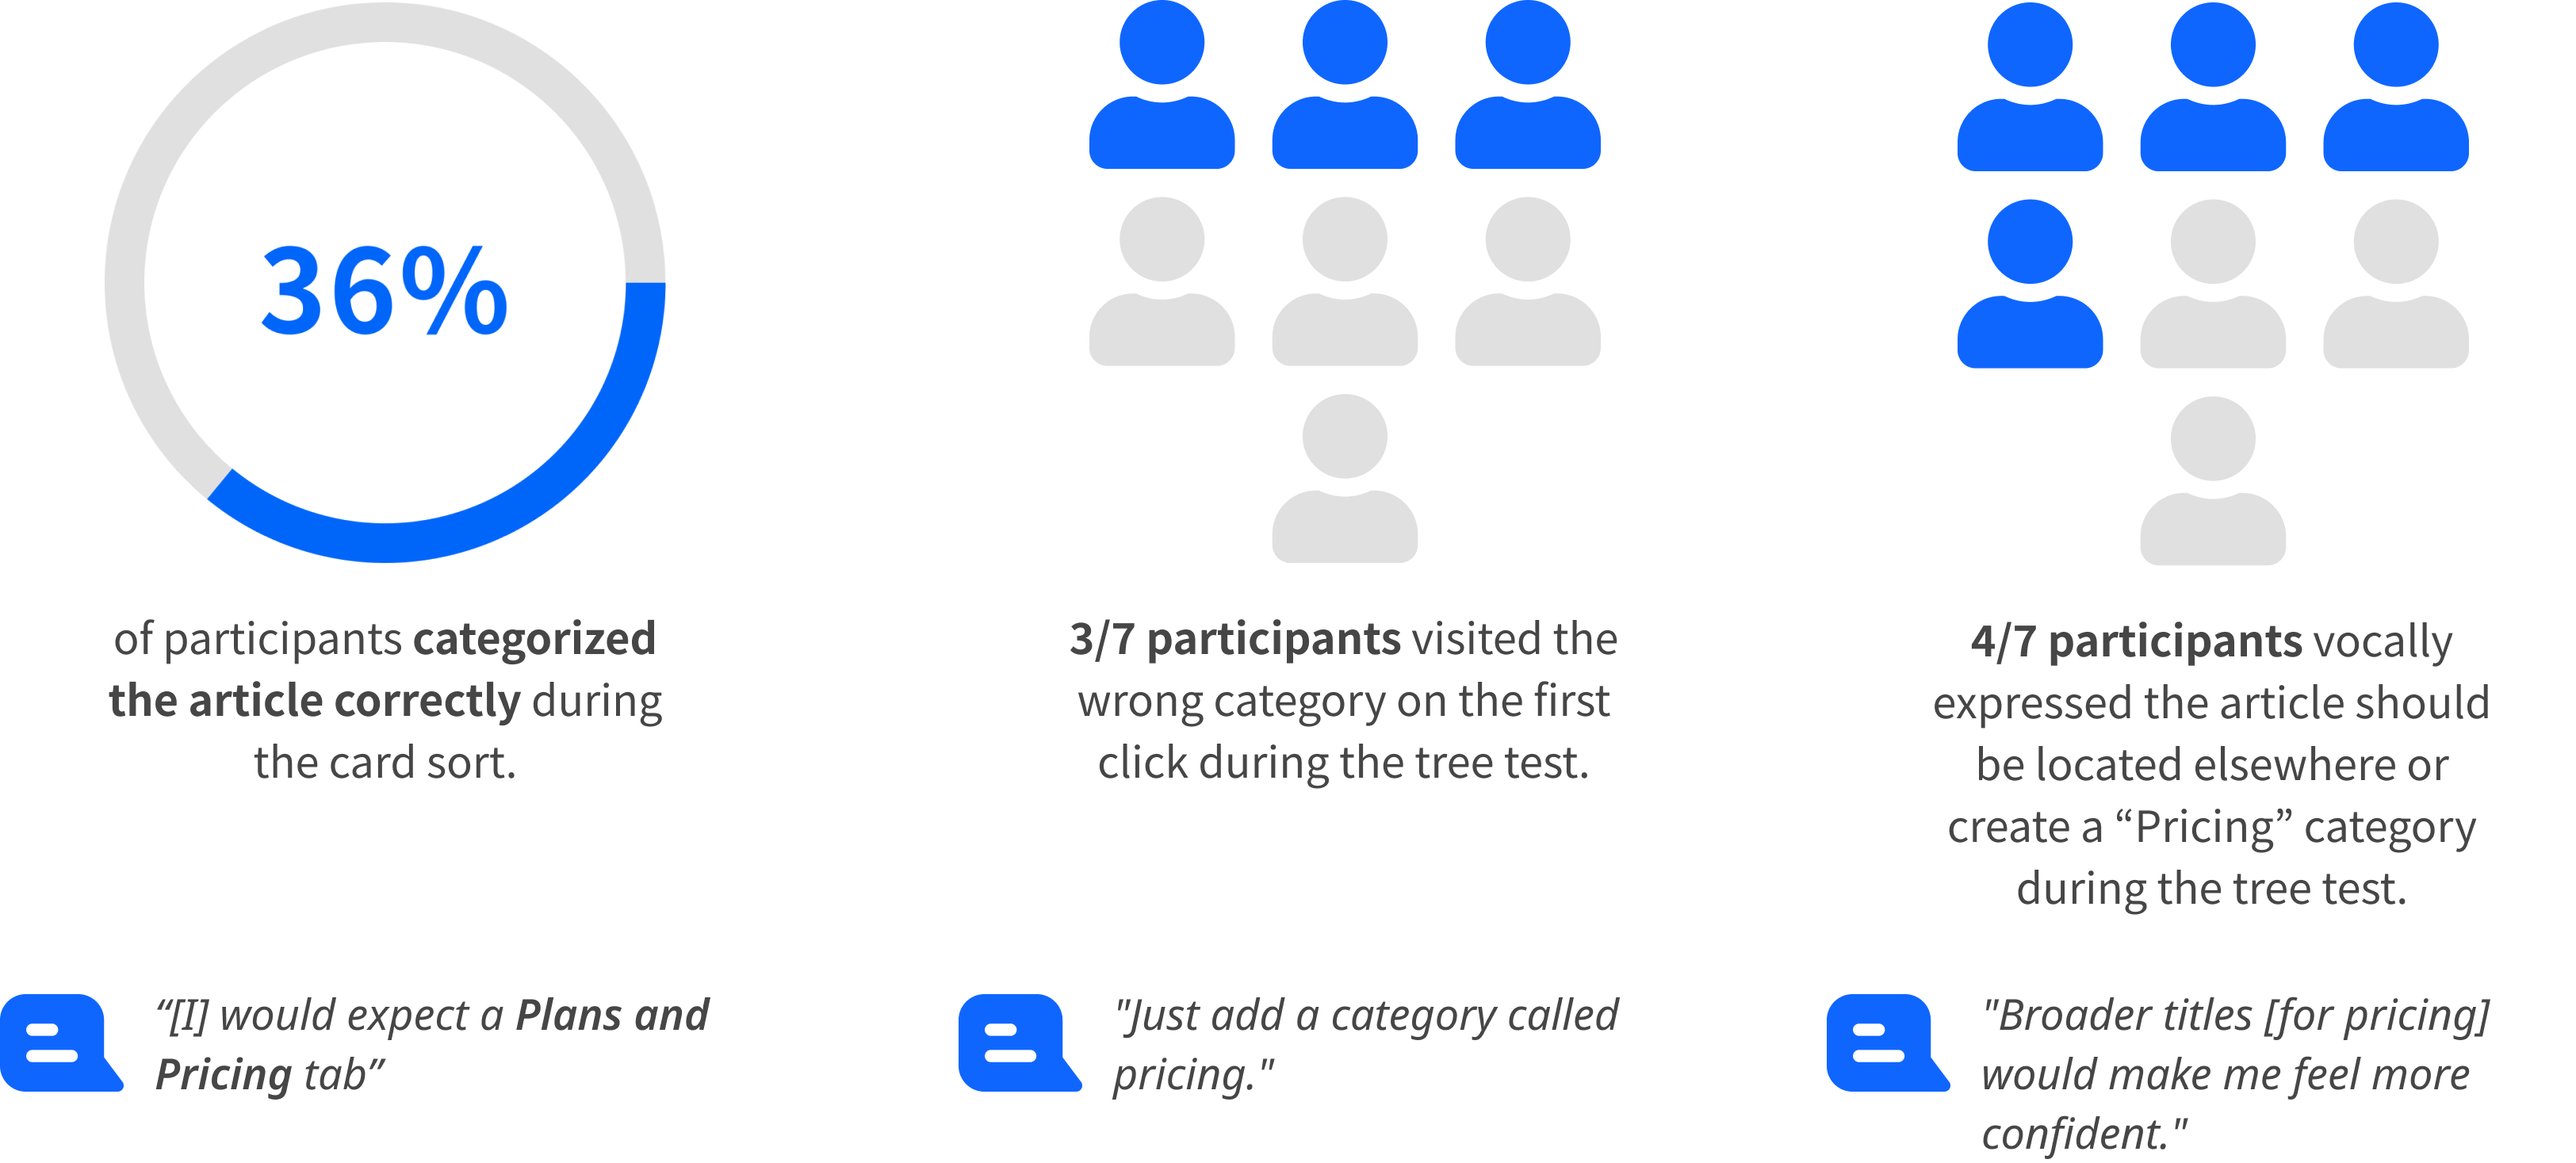 36%
of participants categorized
the article correctly during
the card sort.
3/7 participants visited the
wrong category on the first
click during the tree test.
4/7 participants vocally
expressed the article should
be located elsewhere or
create a “Pricing” category
during the tree test.
“[I] would expect a Plans and
Pricing tab”
"Just add a category called
pricing."
"Broader titles [for pricing]
would make me feel more
confident."